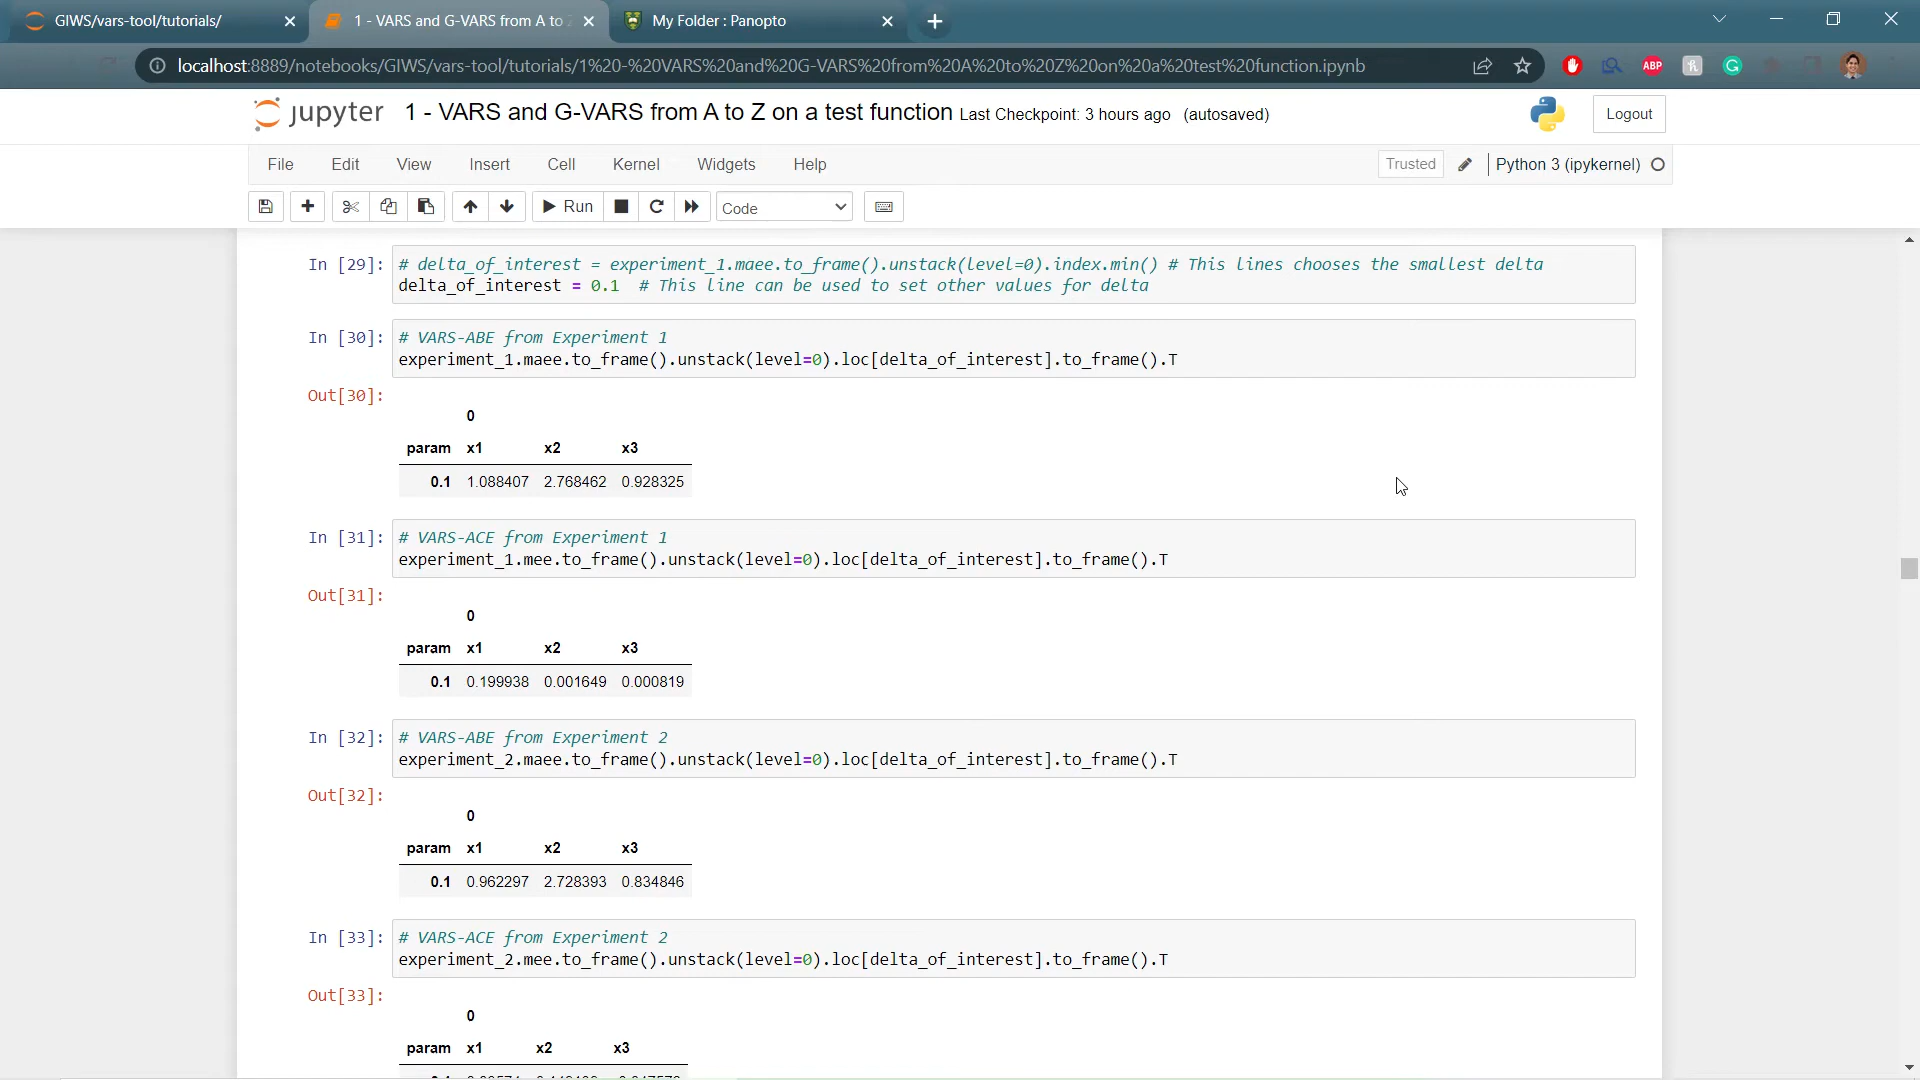 GIWS/vars-tool/tutorials/
1 - VARS and G-VARS from A to
My Folder : Panopto
localhost:8889/notebooks/GIWS/vars-tool/tutorials/1%20-%20VARS%20and%20G-VARS%20from%20A%20to%20Z%20on%20a%20test%20function.ipynb
ABP
jupyter 1 - VARS and G-VARS from A to Z on a test function Last Checkpoint: 3 hours ago (autosaved)
Logout
File Edit View Insert Cell Kernel Widgets Help
Trusted Python 3 (ipykernel)
Run Code
In [29]: # delta_of_interest = experiment_1.maee.to_frame().unstack(level=0).index.min() # This lines chooses the smallest delta
delta_of_interest = 0.1 # This line can be used to set other values for delta
In [30]: # VARS-ABE from Experiment 1
experiment_1.maee.to_frame().unstack(level=0).loc[delta_of_interest].to_frame().T
Out[30]:
0
param x1 x2 x3
0.1 1.088407 2.768462 0.928325
In [31]: # VARS-ACE from Experiment 1
experiment_1.mee.to_frame().unstack(level=0).loc[delta_of_interest].to_frame().T
Out[31]:
0
param x1 x2 x3
0.1 0.199938 0.001649 0.000819
In [32]: # VARS-ABE from Experiment 2
experiment_2.maee.to_frame().unstack(level=0).loc[delta_of_interest].to_frame().T
Out[32]:
0
param x1 x2 x3
0.1 0.962297 2.728393 0.834846
In [33]: # VARS-ACE from Experiment 2
experiment_2.mee.to_frame().unstack(level=0).loc[delta_of_interest].to_frame().T
Out[33]:
0
param x1 x2 x3